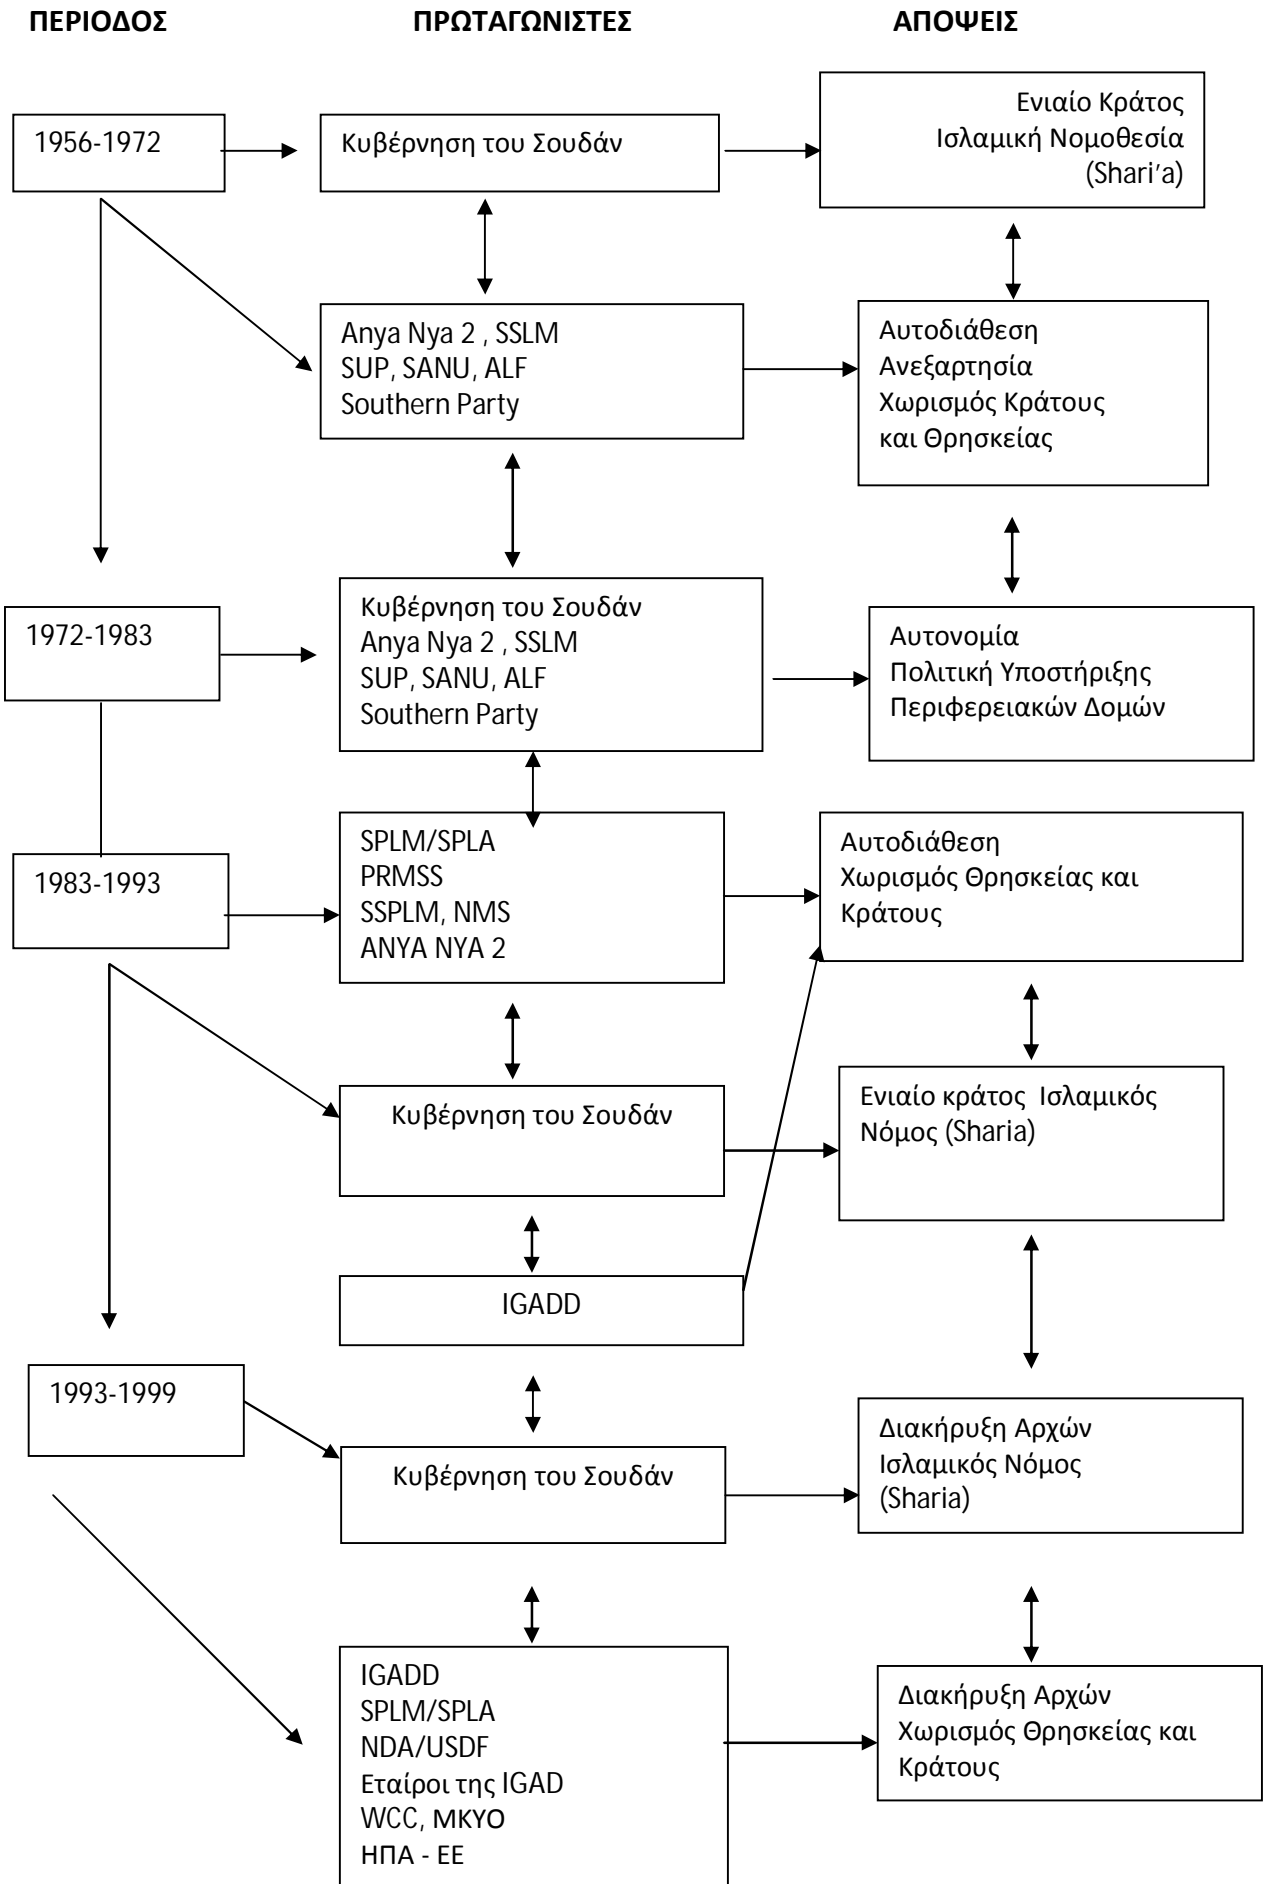 ΠΕΡΙΟΔΟΣ ΠΡΩΤΑΓΩΝΙΣΤΕΣ ΑΠΟΨΕΙΣ
1956-1972
Κυβέρνηση του Σουδάν
Ενιαίο Κράτος
Ισλαμική Νομοθεσία
(Shari’a)
Anya Nya 2 , SSLM
SUP, SANU, ALF
Southern Party
Αυτοδιάθεση
Ανεξαρτησία
Χωρισμός Κράτους
και Θρησκείας
1972-1983
Κυβέρνηση του Σουδάν
Anya Nya 2 , SSLM
SUP, SANU, ALF
Southern Party
Αυτονομία
Πολιτική Υποστήριξης
Περιφερειακών Δομών
1983-1993
SPLM/SPLA
PRMSS
SSPLM, NMS
ANYA NYA 2
Αυτοδιάθεση
Χωρισμός Θρησκείας και
Κράτους
Κυβέρνηση του Σουδάν
Ενιαίο κράτος Ισλαμικός
Νόμος (Sharia)
IGADD
1993-1999
Κυβέρνηση του Σουδάν
Διακήρυξη Αρχών
Ισλαμικός Νόμος
(Sharia)
IGADD
SPLM/SPLA
NDA/USDF
Εταίροι της IGAD
WCC, ΜΚΥΟ
ΗΠΑ - ΕΕ
Διακήρυξη Αρχών
Χωρισμός Θρησκείας και
Κράτους